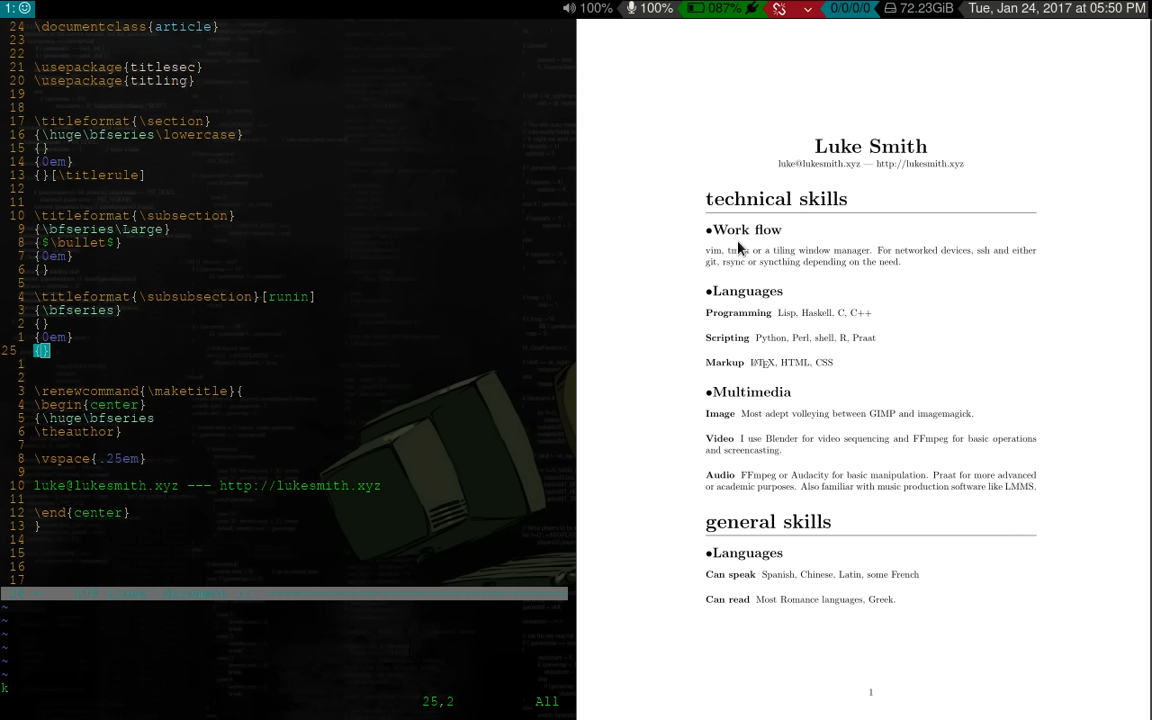 1:
100% 100% 087% 0/0/0/0 72.23GiB Tue, Jan 24, 2017 at 05:50 PM
24 \documentclass{article}
23
22
21 \usepackage{titlesec}
20 \usepackage{titling}
19
18
17 \titleformat{\section}
16 {\huge\bfseries\lowercase}
15 {}
14 {0em}
13 {}[\titlerule]
12
11
10 \titleformat{\subsection}
9 {\bfseries\Large}
8 {$\bullet$}
7 {0em}
6 {}
5
4 \titleformat{\subsubsection}[runin]
3 {\bfseries}
2 {}
1 {0em}
25 {}
1
2
3 \renewcommand{\maketitle}{
4 \begin{center}
5 {\huge\bfseries
6 \theauthor}
7
8 \vspace{.25em}
9
10 luke@lukesmith.xyz --- http://lukesmith.xyz
11
12 \end{center}
13 }
14
15
16
17
~
~
~
~
~
~
k
25,2 All
Luke Smith
luke@lukesmith.xyz — http://lukesmith.xyz
technical skills
•Work flow
vim, or a tiling window manager. For networked devices, ssh and either
git, rsync or syncthing depending on the need.
•Languages
Programming Lisp, Haskell, C, C++
Scripting Python, Perl, shell, R, Praat
Markup LATEX, HTML, CSS
•Multimedia
Image Most adept volleying between GIMP and imagemagick.
Video I use Blender for video sequencing and FFmpeg for basic operations
and screencasting.
Audio FFmpeg or Audacity for basic manipulation. Praat for more advanced
or academic purposes. Also familiar with music production software like LMMS.
general skills
•Languages
Can speak Spanish, Chinese, Latin, some French
Can read Most Romance languages, Greek.
1